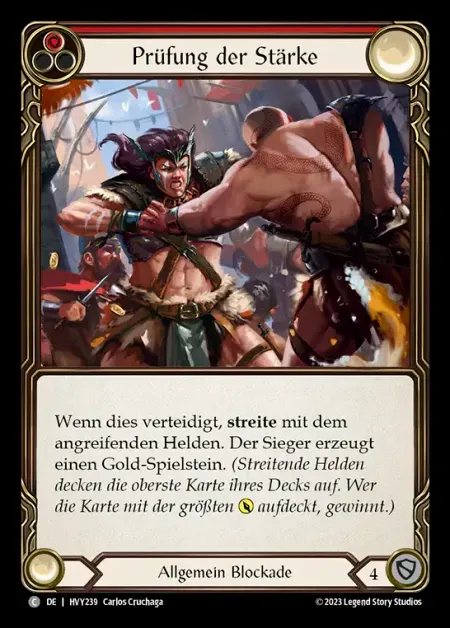 Prüfung der Stärke
Wenn dies verteidigt, streite mit dem
angreifenden Helden. Der Sieger erzeugt
einen Gold-Spielstein. (Streitende Helden
decken die oberste Karte ihres Decks auf. Wer
die Karte mit der größten aufdeckt, gewinnt.)
Allgemein Blockade
4
C DE | HVY239 Carlos Cruchaga
© 2023 Legend Story Studios